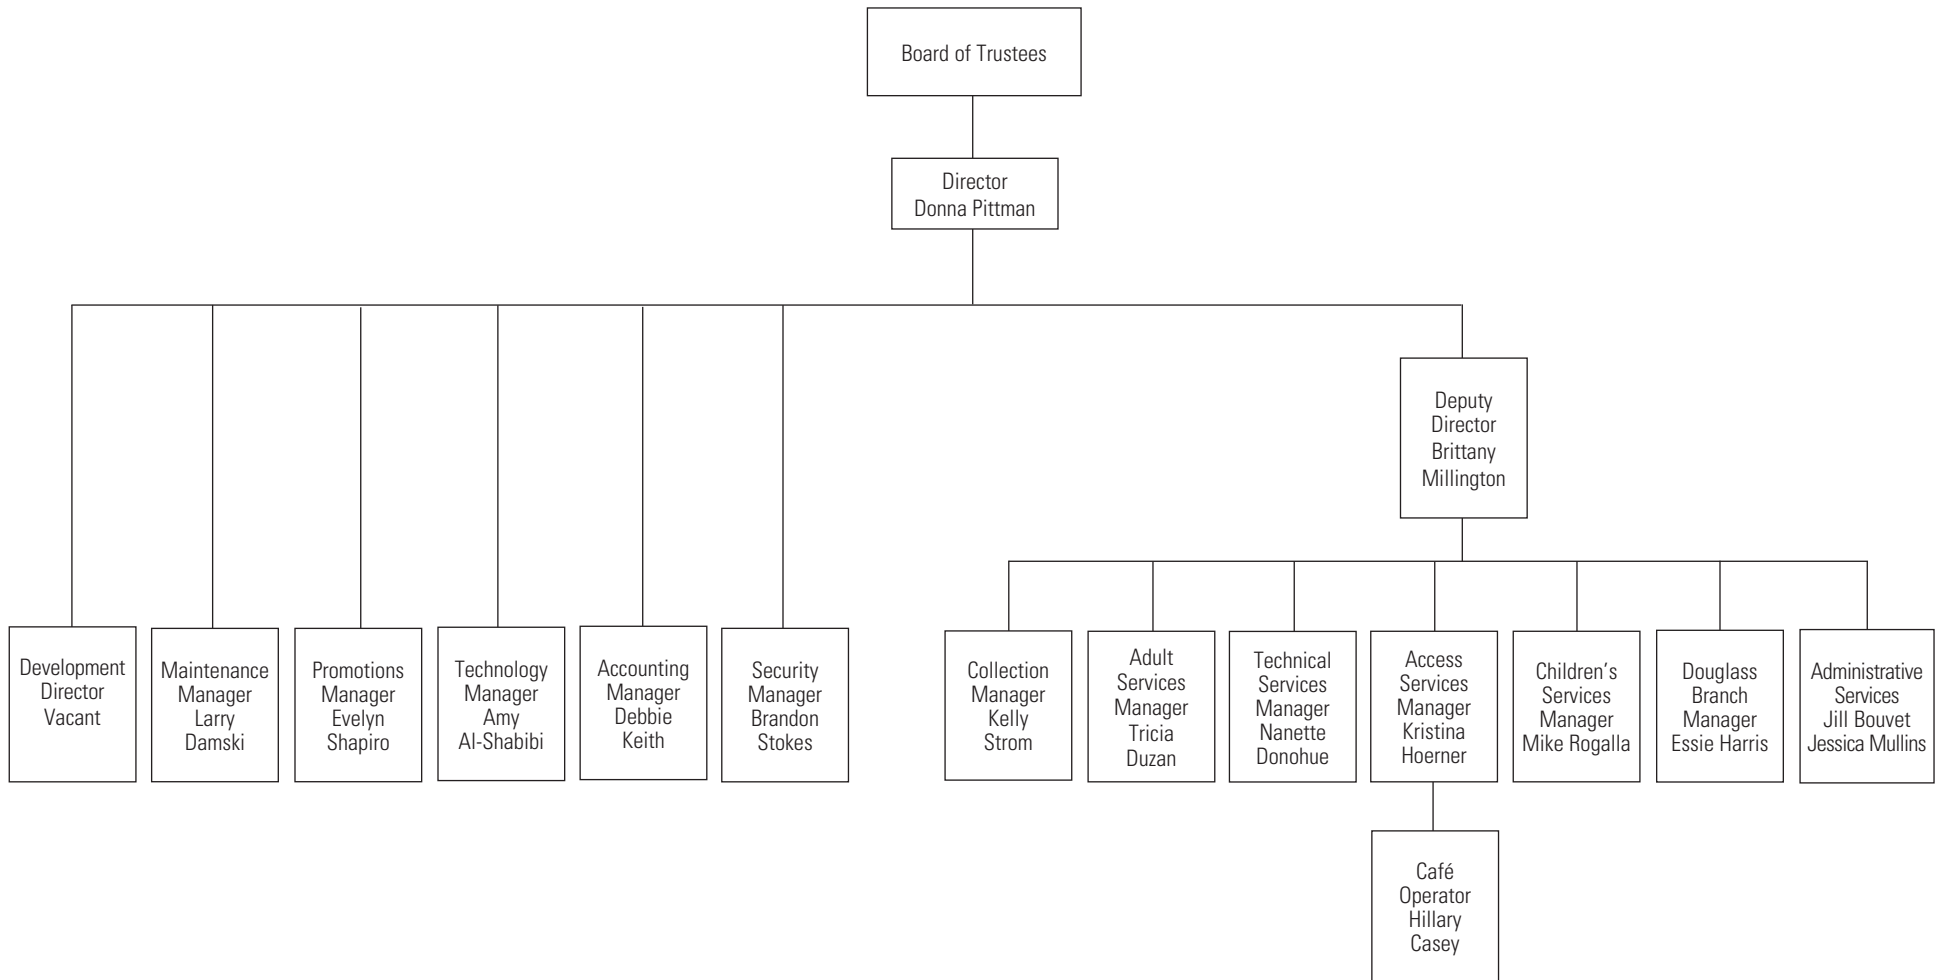 Board of Trustees
Director
Donna Pittman
Deputy
Director
Brittany
Millington
Development
Director
Vacant
Maintenance
Manager
Larry
Damski
Promotions
Manager
Evelyn
Shapiro
Technology
Manager
Amy
Al-Shabibi
Accounting
Manager
Debbie
Keith
Security
Manager
Brandon
Stokes
Collection
Manager
Kelly
Strom
Adult
Services
Manager
Tricia
Duzan
Technical
Services
Manager
Nanette
Donohue
Access
Services
Manager
Kristina
Hoerner
Children’s
Services
Manager
Mike Rogalla
Douglass
Branch
Manager
Essie Harris
Administrative
Services
Jill Bouvet
Jessica Mullins
Café
Operator
Hillary
Casey